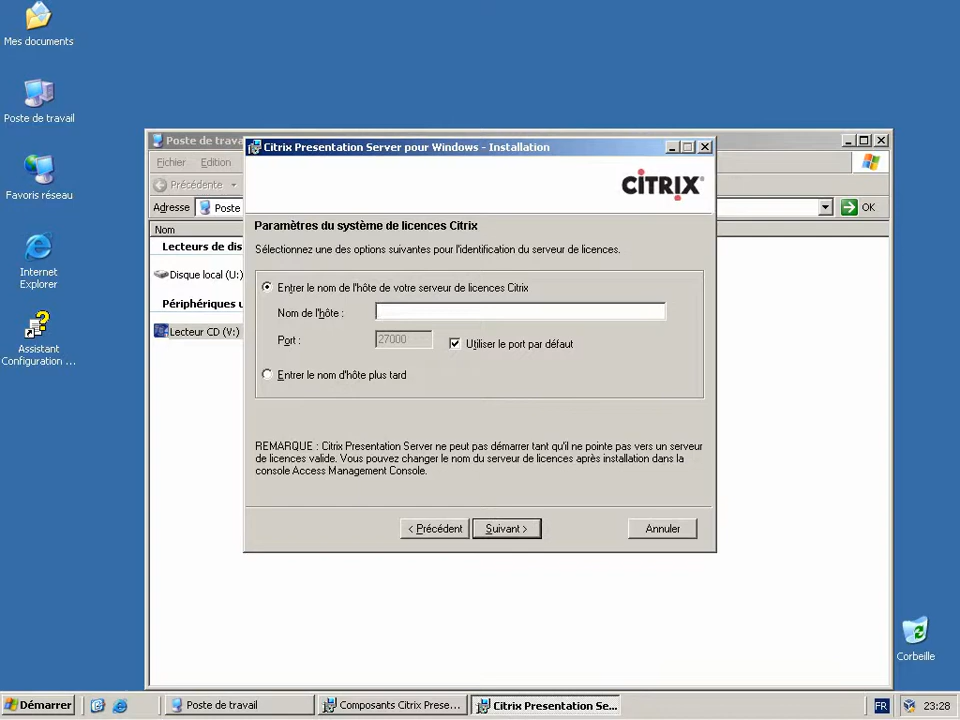 Mes documents
Poste de travail
Favoris réseau
Internet
Explorer
Assistant
Configuration ...
Poste de trava
Fichier
Edition
Précédente
Adresse
Poste
OK
Nom
Lecteurs de dis
Disque local (U:)
Périphériques u
Lecteur CD (V:)
Citrix Presentation Server pour Windows - Installation
CITRIX®
Paramètres du système de licences Citrix
Sélectionnez une des options suivantes pour l'identification du serveur de licences.
Entrer le nom de l'hôte de votre serveur de licences Citrix
Nom de l'hôte :
Port :
27000
Utiliser le port par défaut
Entrer le nom d'hôte plus tard
REMARQUE : Citrix Presentation Server ne peut pas démarrer tant qu'il ne pointe pas vers un serveur
de licences valide. Vous pouvez changer le nom du serveur de licences après installation dans la
console Access Management Console.
< Précédent
Suivant >
Annuler
Corbeille
Démarrer
Poste de travail
Composants Citrix Prese...
Citrix Presentation Se...
FR
23:28